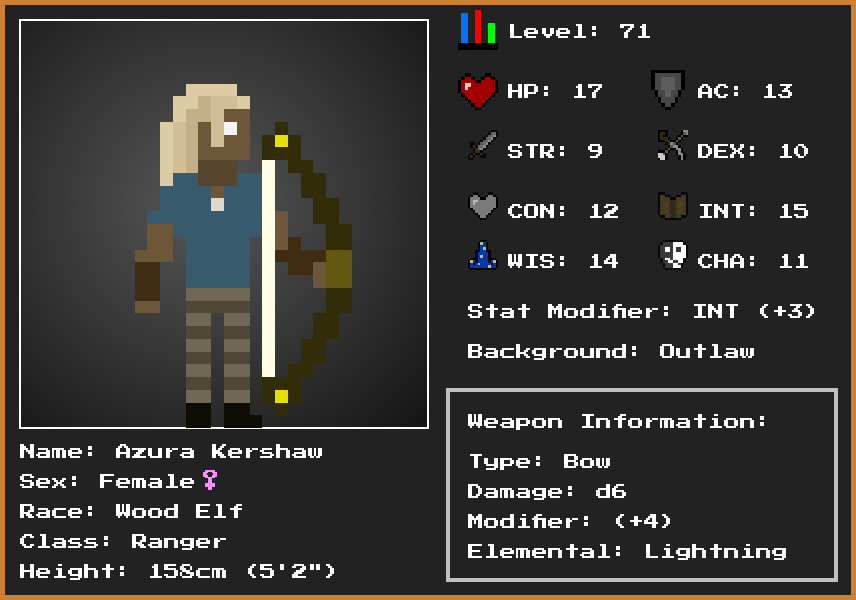 Level: 71
HP: 17 AC: 13
STR: 9 DEX: 10
CON: 12 INT: 15
WIS: 14 CHA: 11
Stat Modifier: INT (+3)
Background: Outlaw
Weapon Information:
Type: Bow
Damage: d6
Modifier: (+4)
Elemental: Lightning
Name: Azura Kershaw
Sex: Female♀
Race: Wood Elf
Class: Ranger
Height: 158cm (5'2")